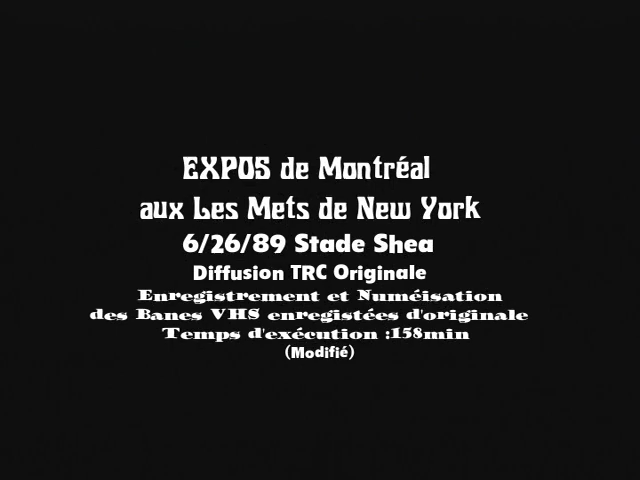 EXPOS de Montréal
aux Les Mets de New York
6/26/89 Stade Shea
Diffusion TRC Originale
Enregistrement et Numéisation
des Banes VHS enregistées d'originale
Temps d'exécution :158min
(Modifié)